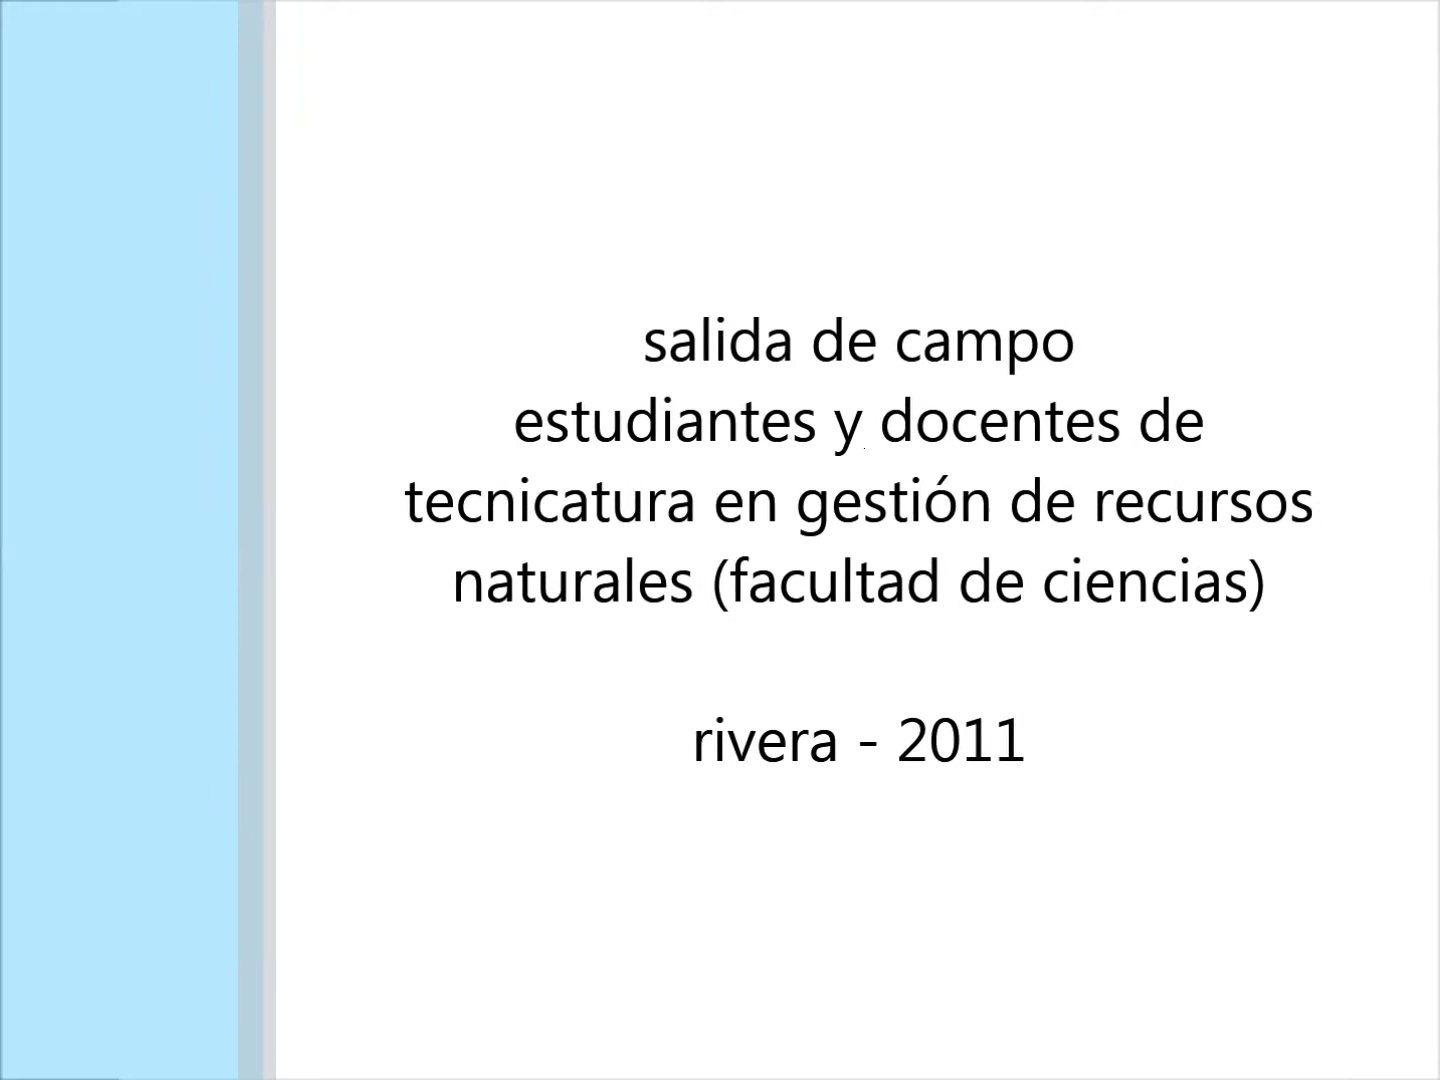 salida de campo
estudiantes y docentes de
tecnicatura en gestión de recursos
naturales (facultad de ciencias)
rivera - 2011